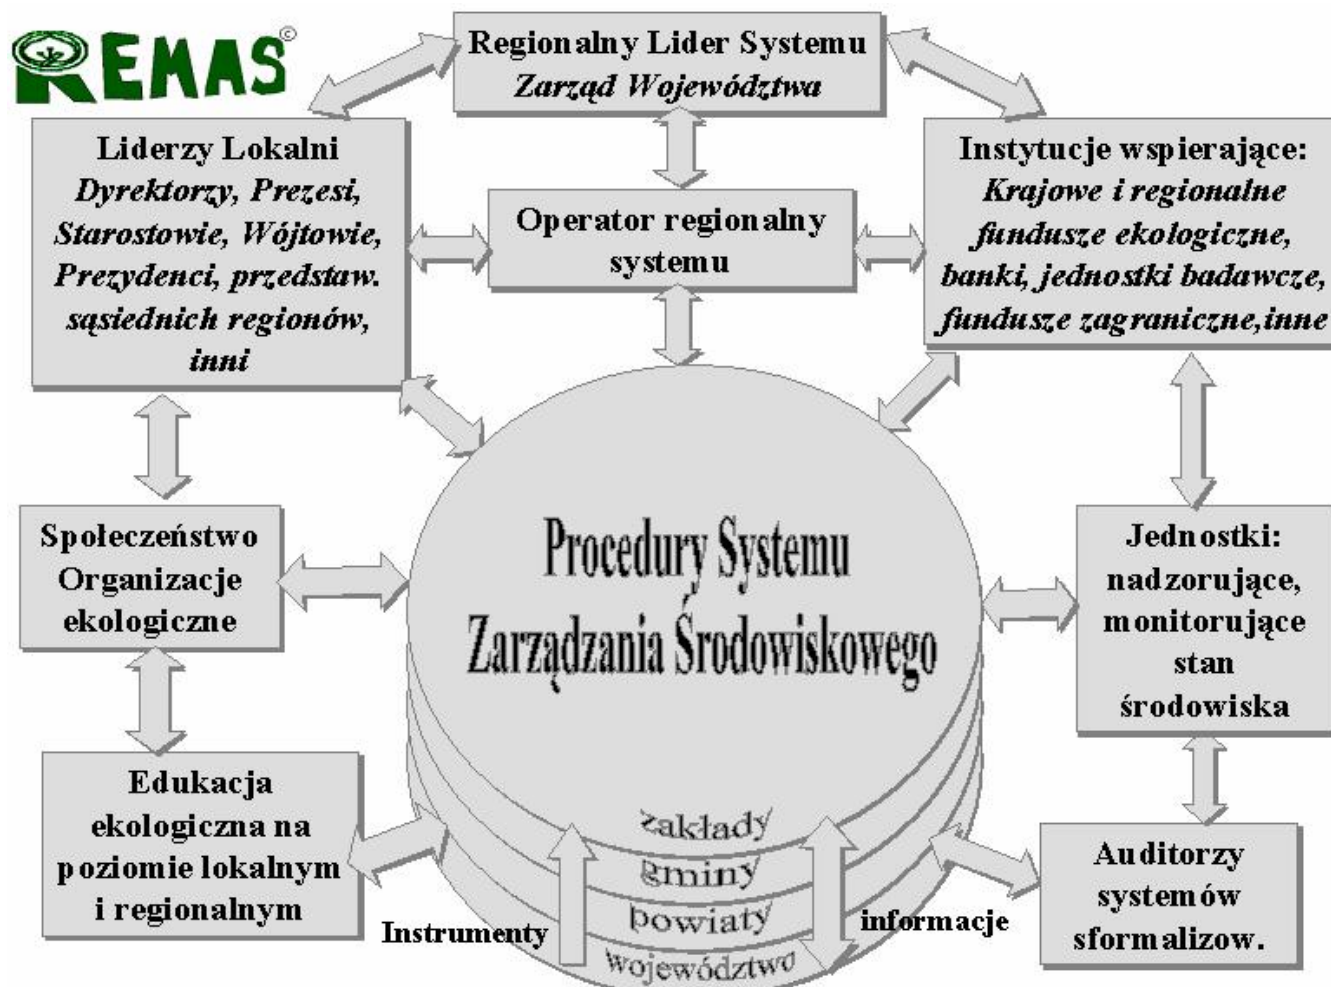 REMAS©
Regionalny Lider Systemu
Zarząd Województwa
Liderzy Lokalni
Dyrektorzy, Prezesi,
Starostowie, Wójtowie,
Prezydenci, przedstaw.
sąsiednich regionów,
inni
Operator regionalny
systemu
Instytucje wspierające:
Krajowe i regionalne
fundusze ekologiczne,
banki, jednostki badawcze,
fundusze zagraniczne,inne
Społeczeństwo
Organizacje
ekologiczne
Procedury Systemu
Zarządzania Środowiskowego
Jednostki:
nadzorujące,
monitorujące
stan
środowiska
Edukacja
ekologiczna na
poziomie lokalnym
i regionalnym
zakłady
gminy
powiaty
województwo
Instrumenty
informacje
Auditorzy
systemów
sformalizow.